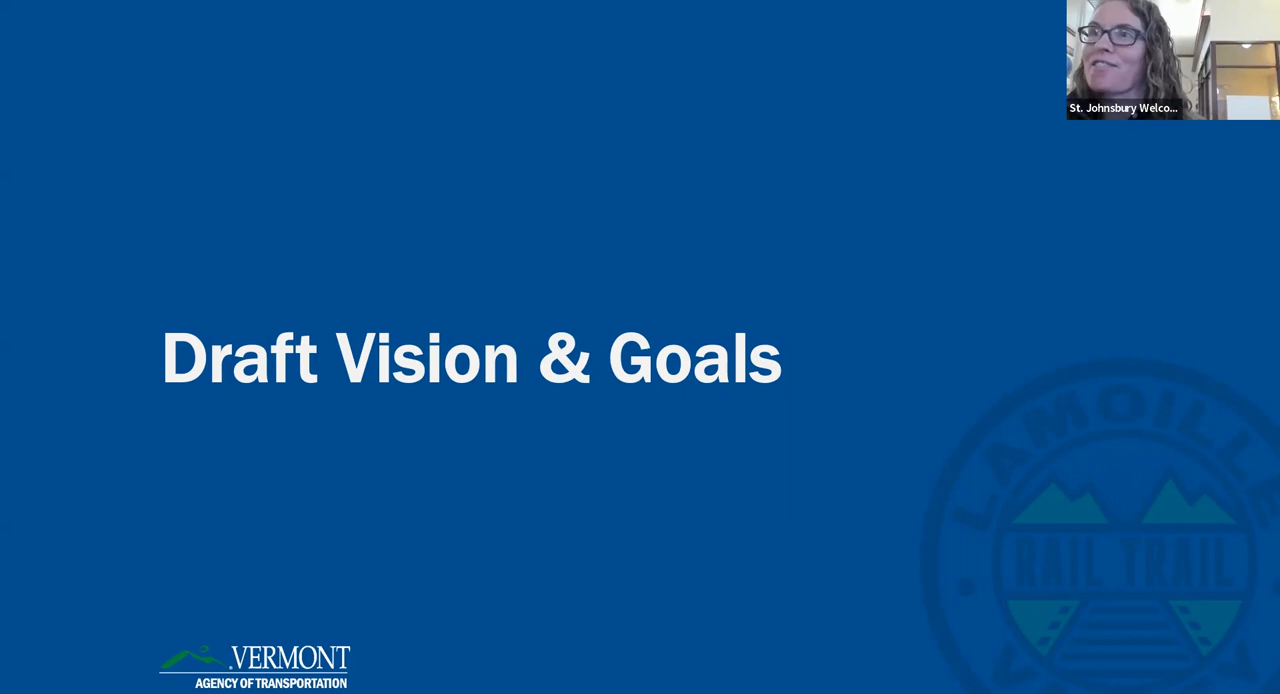 St. Johnsbury Welco...
Draft Vision & Goals
LAMOILLE
RAIL TRAIL
VERMONT
AGENCY OF TRANSPORTATION